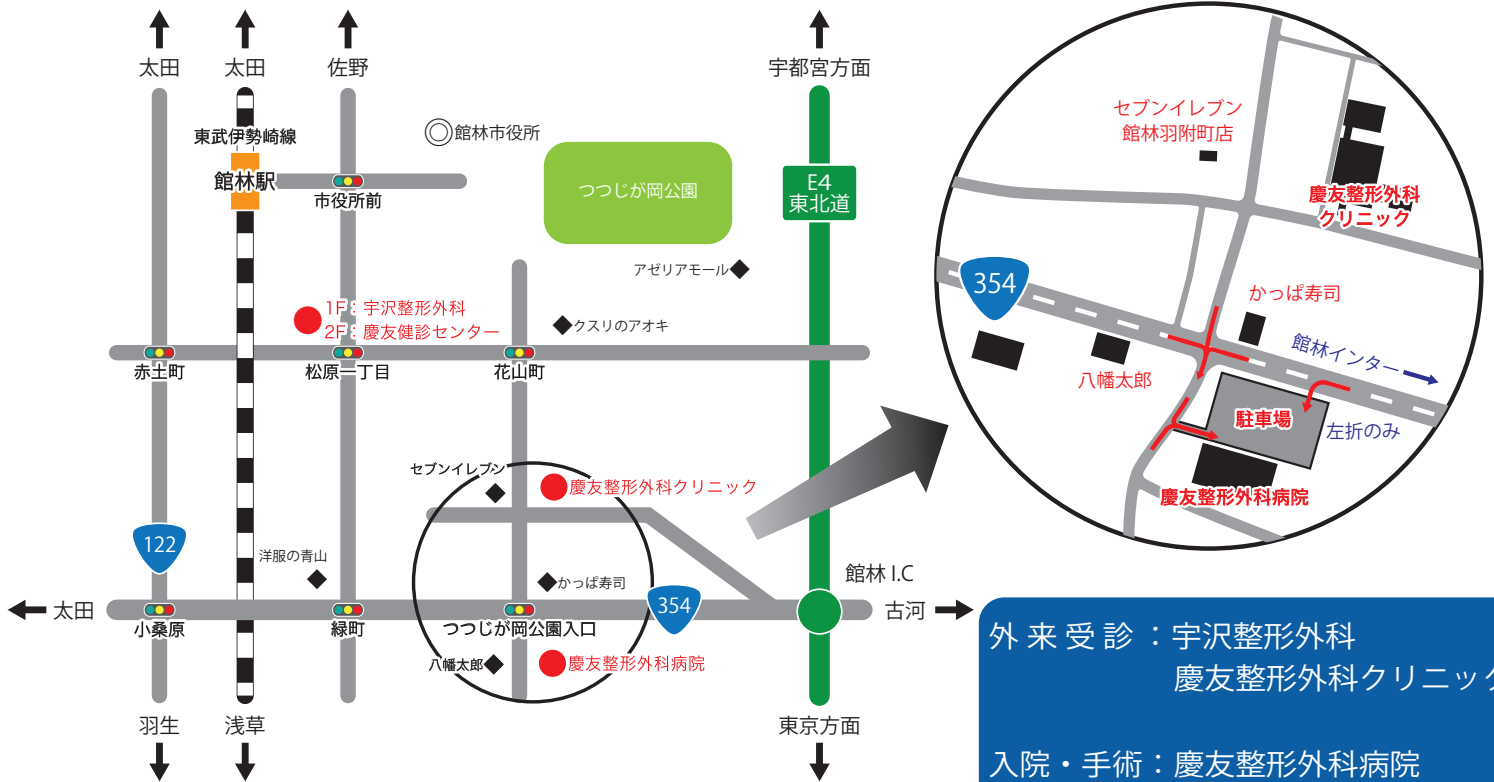 太田
太田
佐野
宇都宮方面
東武伊勢崎線
館林駅
館林市役所
市役所前
つつじが岡公園
E4
東北道
アゼリアモール
1F：宇沢整形外科
2F：慶友健診センター
クスリのアオキ
赤土町
松原一丁目
花山町
セブンイレブン
慶友整形外科クリニック
122
洋服の青山
かっぱ寿司
354
館林 I.C
太田
古河
小桑原
緑町
つつじが岡公園入口
八幡太郎
慶友整形外科病院
羽生
浅草
東京方面
セブンイレブン
館林羽附町店
慶友整形外科
クリニック
354
かっぱ寿司
館林インター
八幡太郎
駐車場
左折のみ
慶友整形外科病院
外来受診：宇沢整形外科
慶友整形外科クリニック
入院・手術：慶友整形外科病院